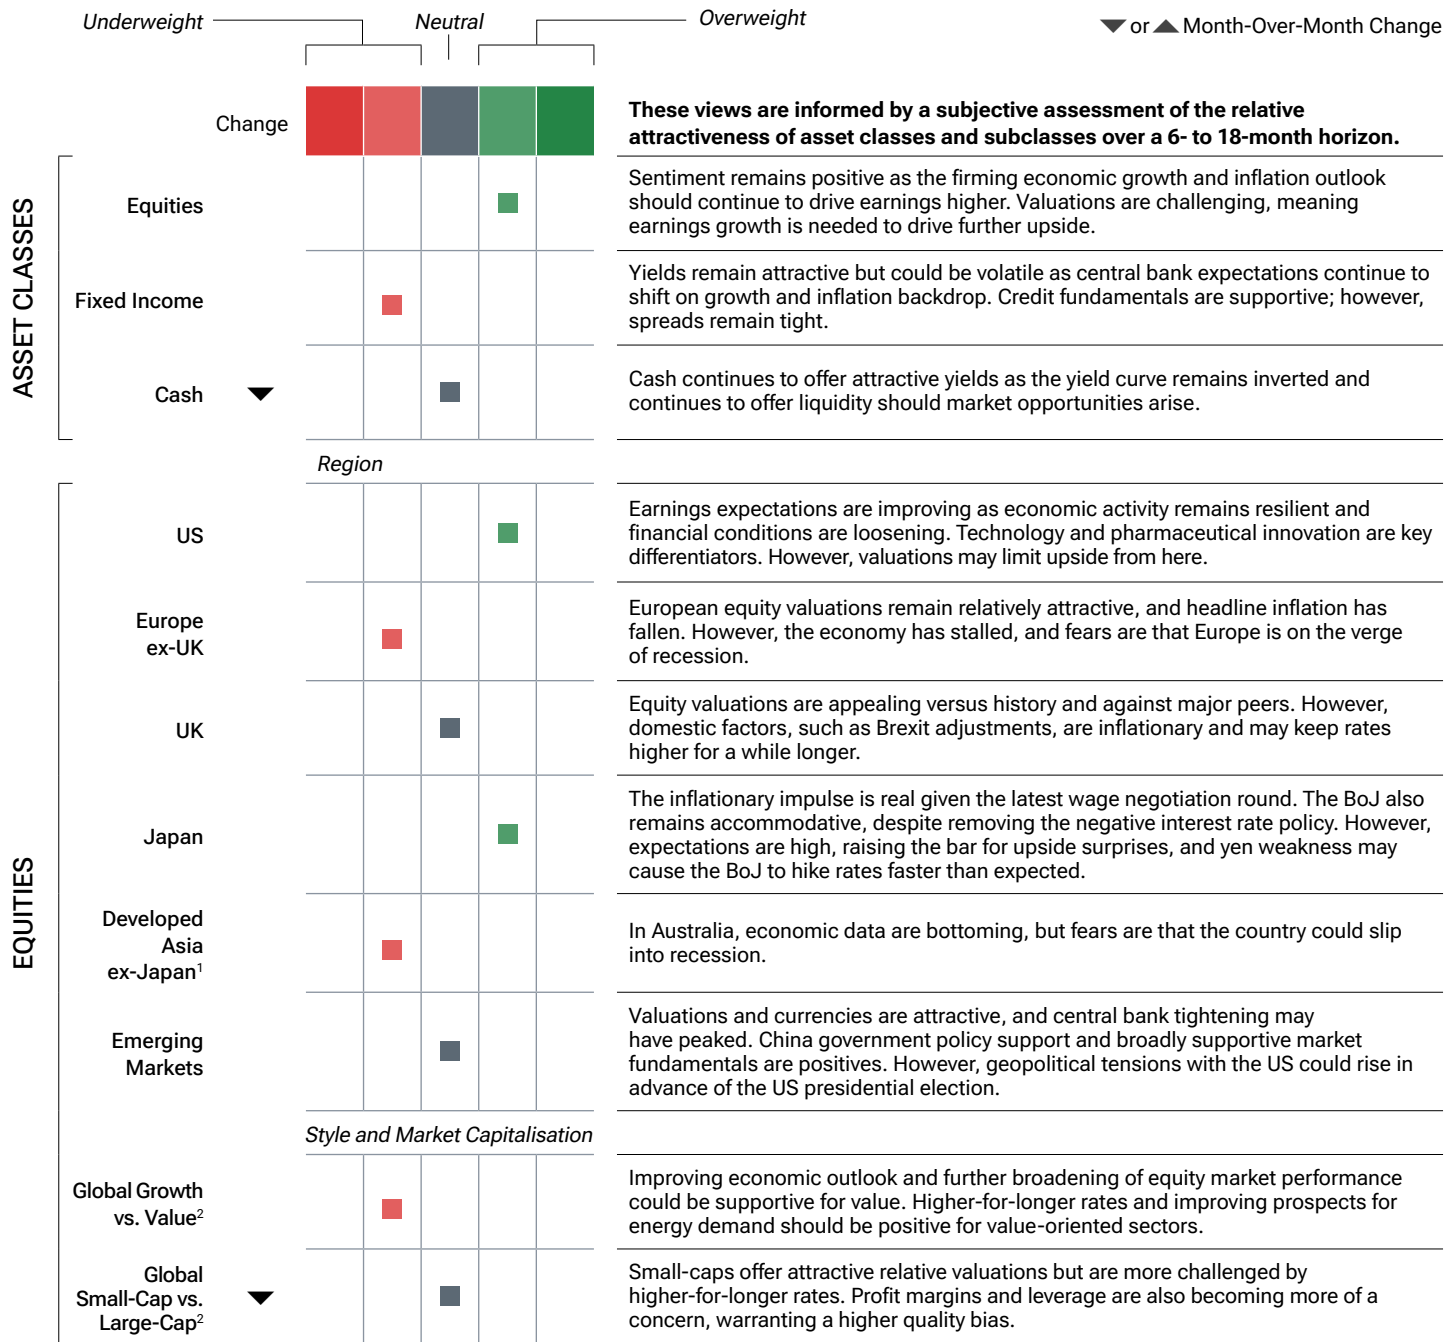 Underweight
Neutral
Overweight
▼ or ▲ Month-Over-Month Change
Change
These views are informed by a subjective assessment of the relative
attractiveness of asset classes and subclasses over a 6- to 18-month horizon.
ASSET CLASSES
Equities
Sentiment remains positive as the firming economic growth and inflation outlook
should continue to drive earnings higher. Valuations are challenging, meaning
earnings growth is needed to drive further upside.
Fixed Income
Yields remain attractive but could be volatile as central bank expectations continue to
shift on growth and inflation backdrop. Credit fundamentals are supportive; however,
spreads remain tight.
Cash ▼
Cash continues to offer attractive yields as the yield curve remains inverted and
continues to offer liquidity should market opportunities arise.
Region
EQUITIES
US
Earnings expectations are improving as economic activity remains resilient and
financial conditions are loosening. Technology and pharmaceutical innovation are key
differentiators. However, valuations may limit upside from here.
Europe
ex-UK
European equity valuations remain relatively attractive, and headline inflation has
fallen. However, the economy has stalled, and fears are that Europe is on the verge
of recession.
UK
Equity valuations are appealing versus history and against major peers. However,
domestic factors, such as Brexit adjustments, are inflationary and may keep rates
higher for a while longer.
Japan
The inflationary impulse is real given the latest wage negotiation round. The BoJ also
remains accommodative, despite removing the negative interest rate policy. However,
expectations are high, raising the bar for upside surprises, and yen weakness may
cause the BoJ to hike rates faster than expected.
Developed
Asia
ex-Japan¹
In Australia, economic data are bottoming, but fears are that the country could slip
into recession.
Emerging
Markets
Valuations and currencies are attractive, and central bank tightening may
have peaked. China government policy support and broadly supportive market
fundamentals are positives. However, geopolitical tensions with the US could rise in
advance of the US presidential election.
Style and Market Capitalisation
Global Growth
vs. Value²
Improving economic outlook and further broadening of equity market performance
could be supportive for value. Higher-for-longer rates and improving prospects for
energy demand should be positive for value-oriented sectors.
Global
Small-Cap vs.
Large-Cap² ▼
Small-caps offer attractive relative valuations but are more challenged by
higher-for-longer rates. Profit margins and leverage are also becoming more of a
concern, warranting a higher quality bias.